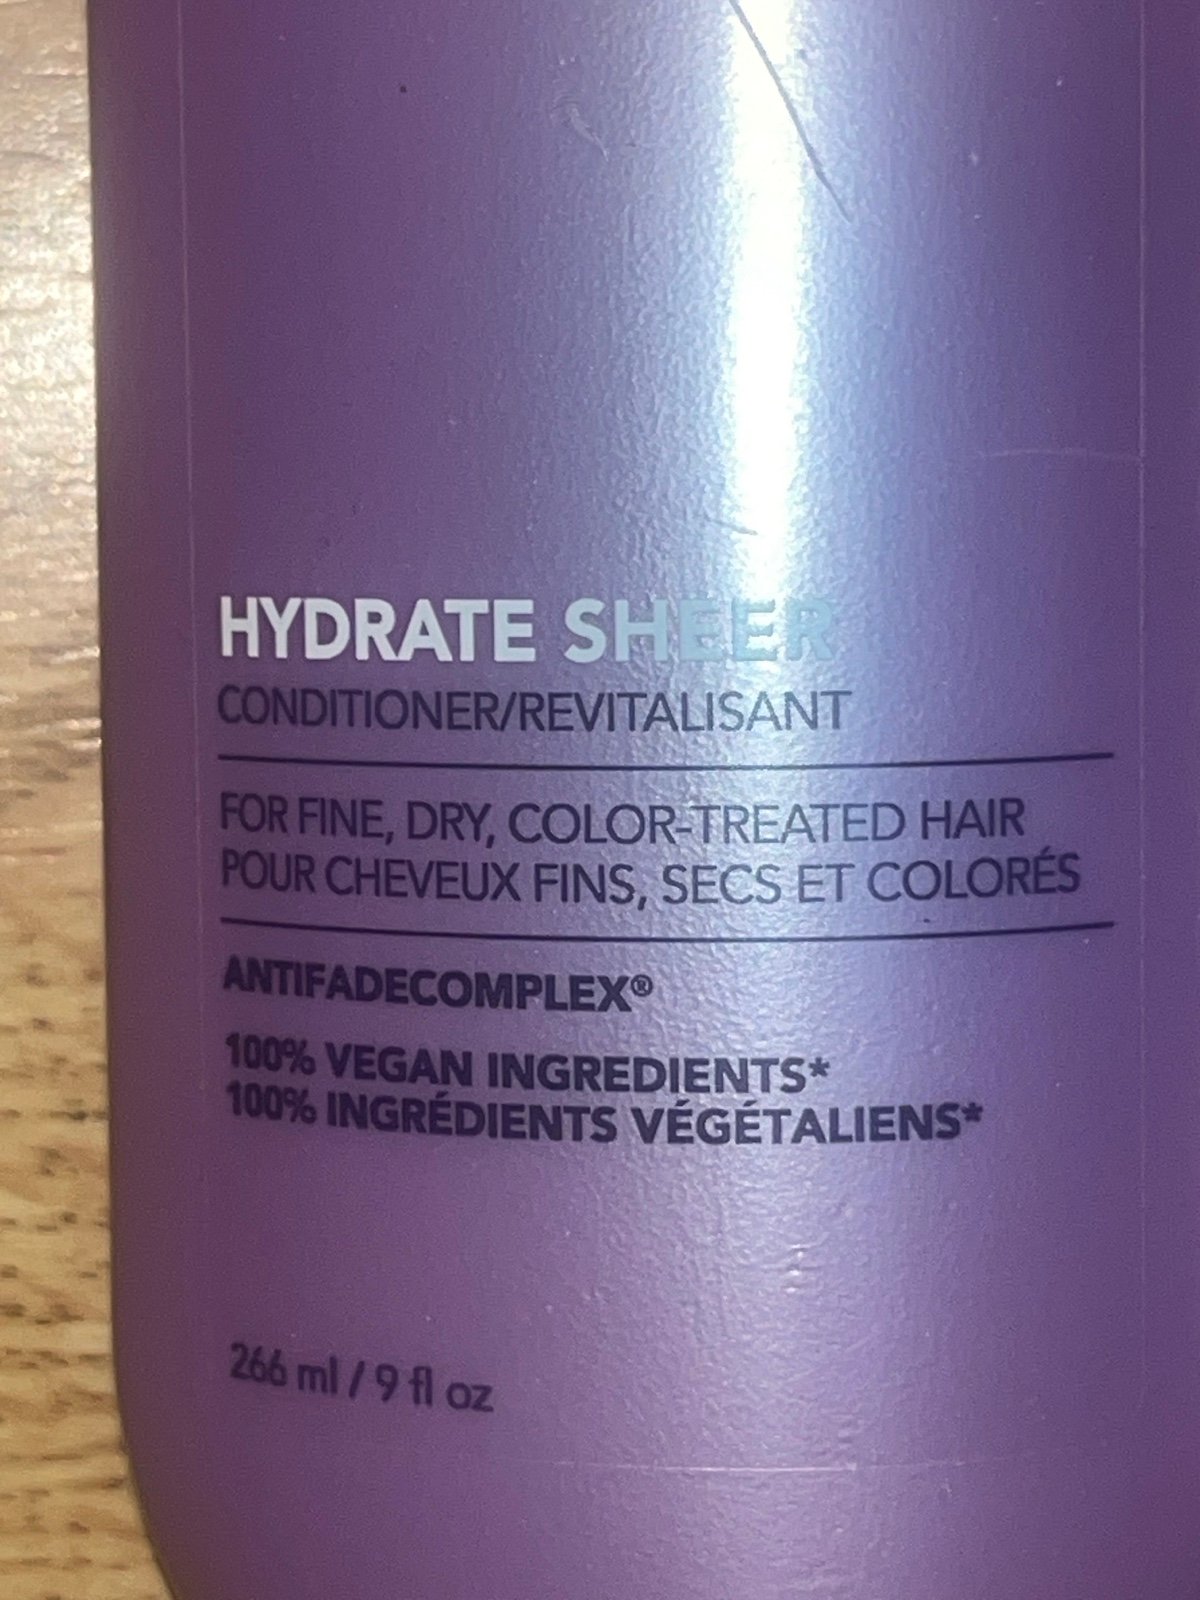 HYDRATE SHEER
CONDITIONER/REVITALISANT
FOR FINE, DRY, COLOR-TREATED HAIR
POUR CHEVEUX FINS, SECS ET COLORÉS
ANTIFADECOMPLEX®
100% VEGAN INGREDIENTS*
100% INGRÉDIENTS VÉGÉTALIENS*
266 ml / 9 fl oz